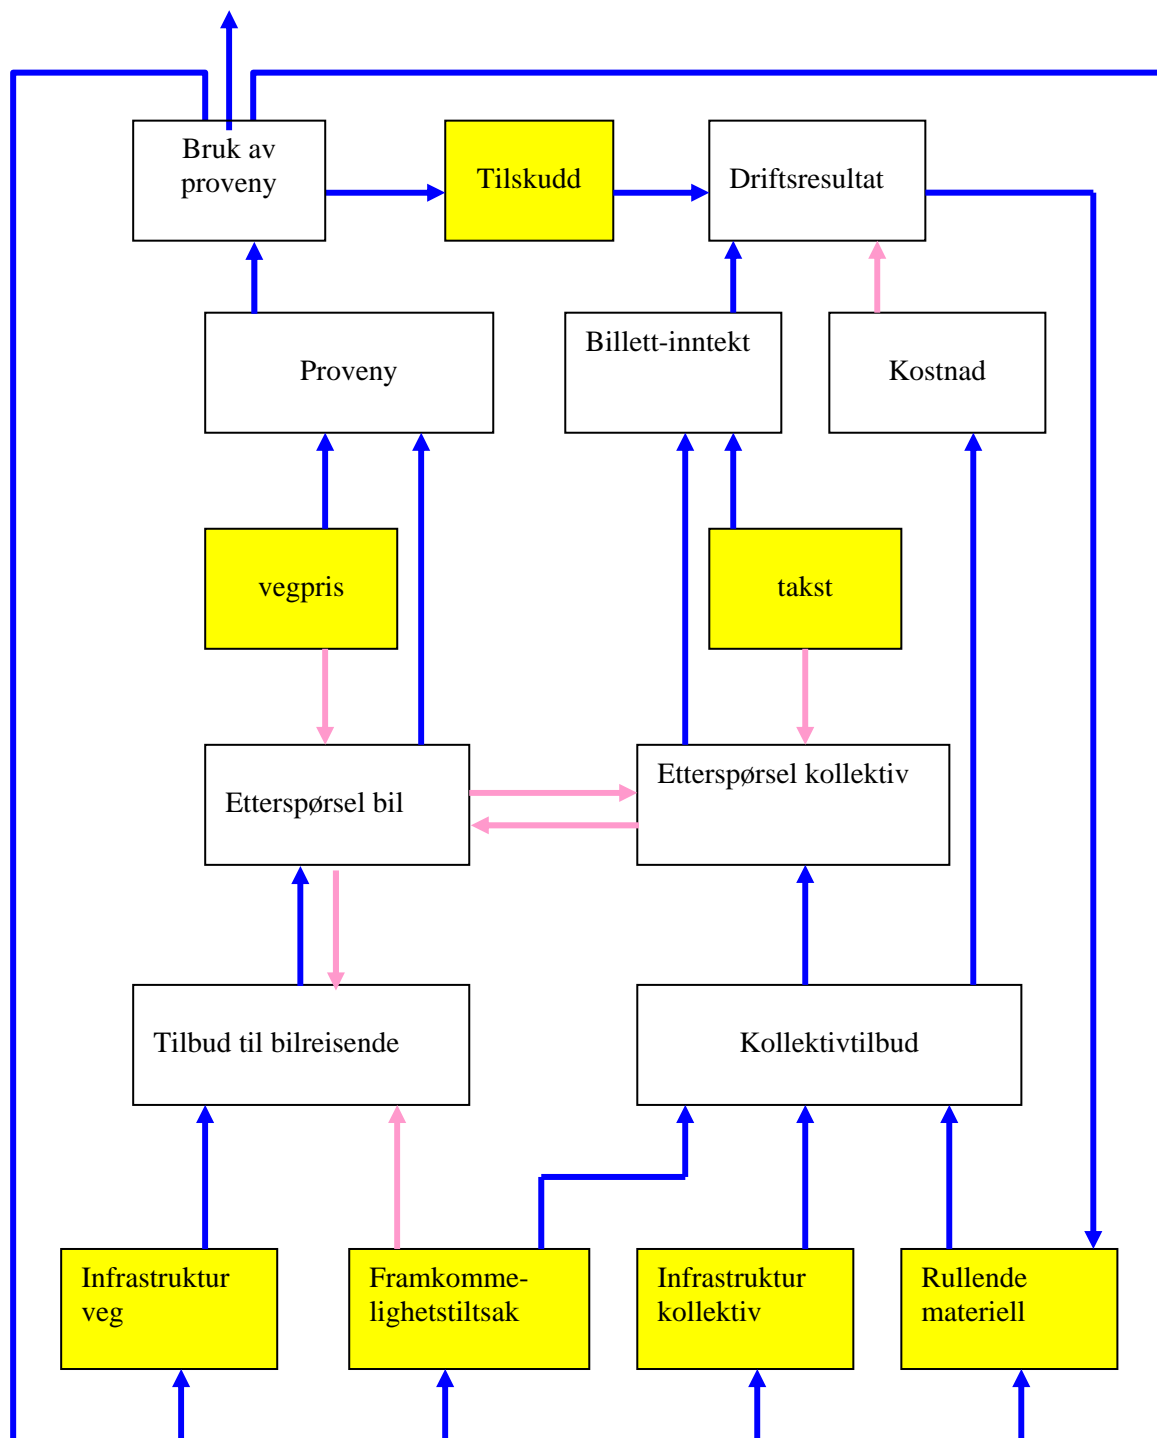 Bruk av
proveny
Tilskudd
Driftsresultat
Proveny
Billett-inntekt
Kostnad
vegpris
takst
Etterspørsel bil
Etterspørsel kollektiv
Tilbud til bilreisende
Kollektivtilbud
Infrastruktur
veg
Framkomme-
lighetstiltsak
Infrastruktur
kollektiv
Rullende
materiell